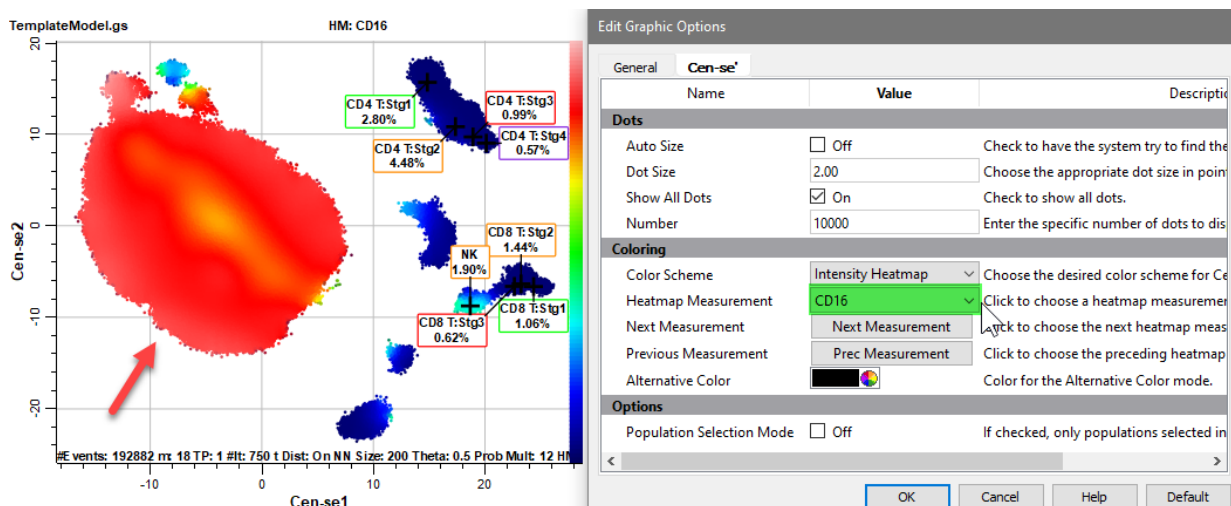 TemplateModel.gs
HM: CD16
20
10
0
-10
-20
Cen-se2
CD4 T:Stg1
2.80%
CD4 T:Stg3
0.99%
CD4 T:Stg4
0.57%
CD4 T:Stg2
4.48%
CD8 T:Stg2
1.44%
NK
1.90%
CD8 T:Stg3
0.62%
CD8 T:Stg1
1.06%
#Events: 192882 m: 18 TP: 1 #It: 750 t Dist: On NN Size: 200 Theta: 0.5 Prob Mult: 12 HM
-10
0
10
20
Cen-se1
Edit Graphic Options
General
Cen-se'
Name Value Descriptic
Dots
Auto Size Off Check to have the system try to find the
Dot Size 2.00 Choose the appropriate dot size in poin
Show All Dots On Check to show all dots.
Number 10000 Enter the specific number of dots to dis
Coloring
Color Scheme Intensity Heatmap Choose the desired color scheme for Ce
Heatmap Measurement CD16 Click to choose a heatmap measuremer
Next Measurement Next Measurement to choose the next heatmap meas
Previous Measurement Prec Measurement Click to choose the preceding heatmap
Alternative Color Color for the Alternative Color mode.
Options
Population Selection Mode Off If checked, only populations selected in
OK Cancel Help Default